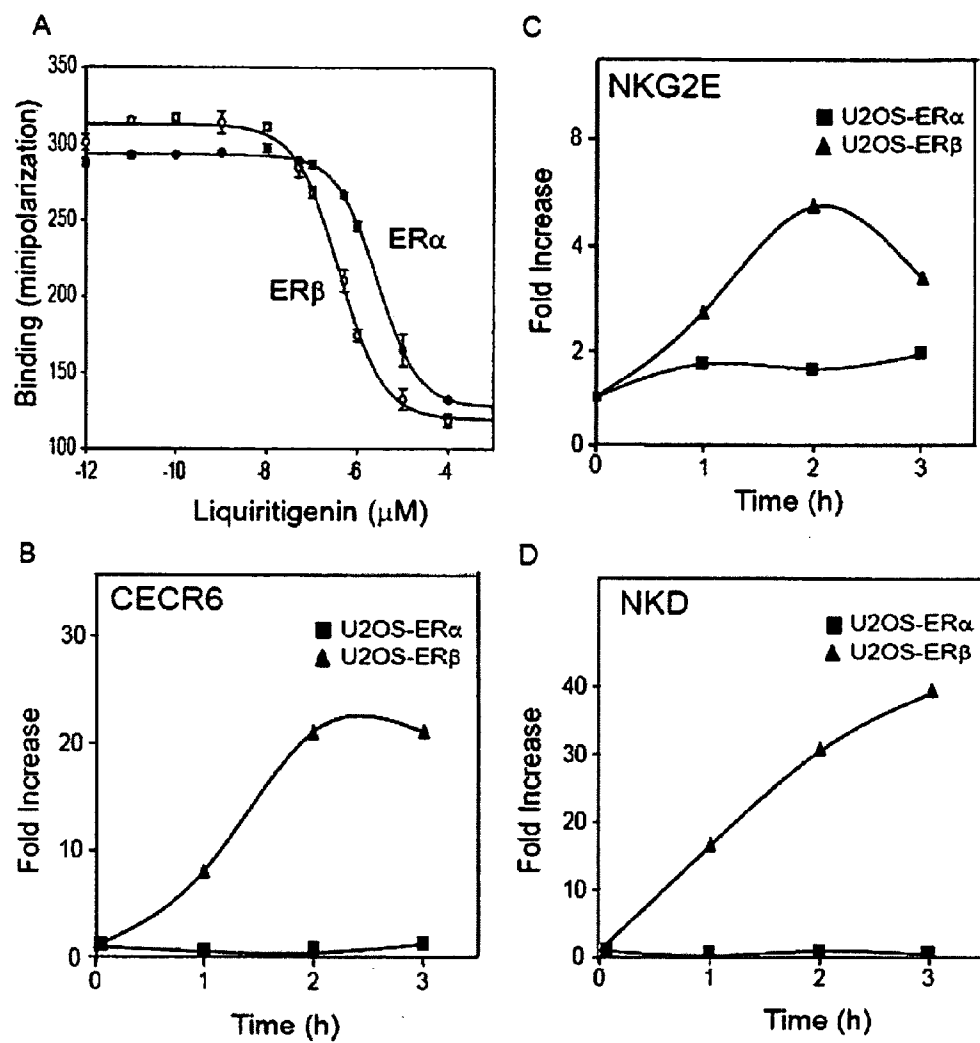 A
350
300
250
200
150
100
Binding (minipolarization)
ERα
ERβ
-12
-10
-8
-6
-4
Liquiritigenin (µM)
C
NKG2E
U2OS-ERα
U2OS-ERβ
8
4
2
0
Fold Increase
0
1
2
3
Time (h)
B
CECR6
U2OS-ERα
U2OS-ERβ
30
20
10
0
Fold Increase
0
1
2
3
Time (h)
D
NKD
U2OS-ERα
U2OS-ERβ
40
30
20
10
0
Fold Increase
0
1
2
3
Time (h)